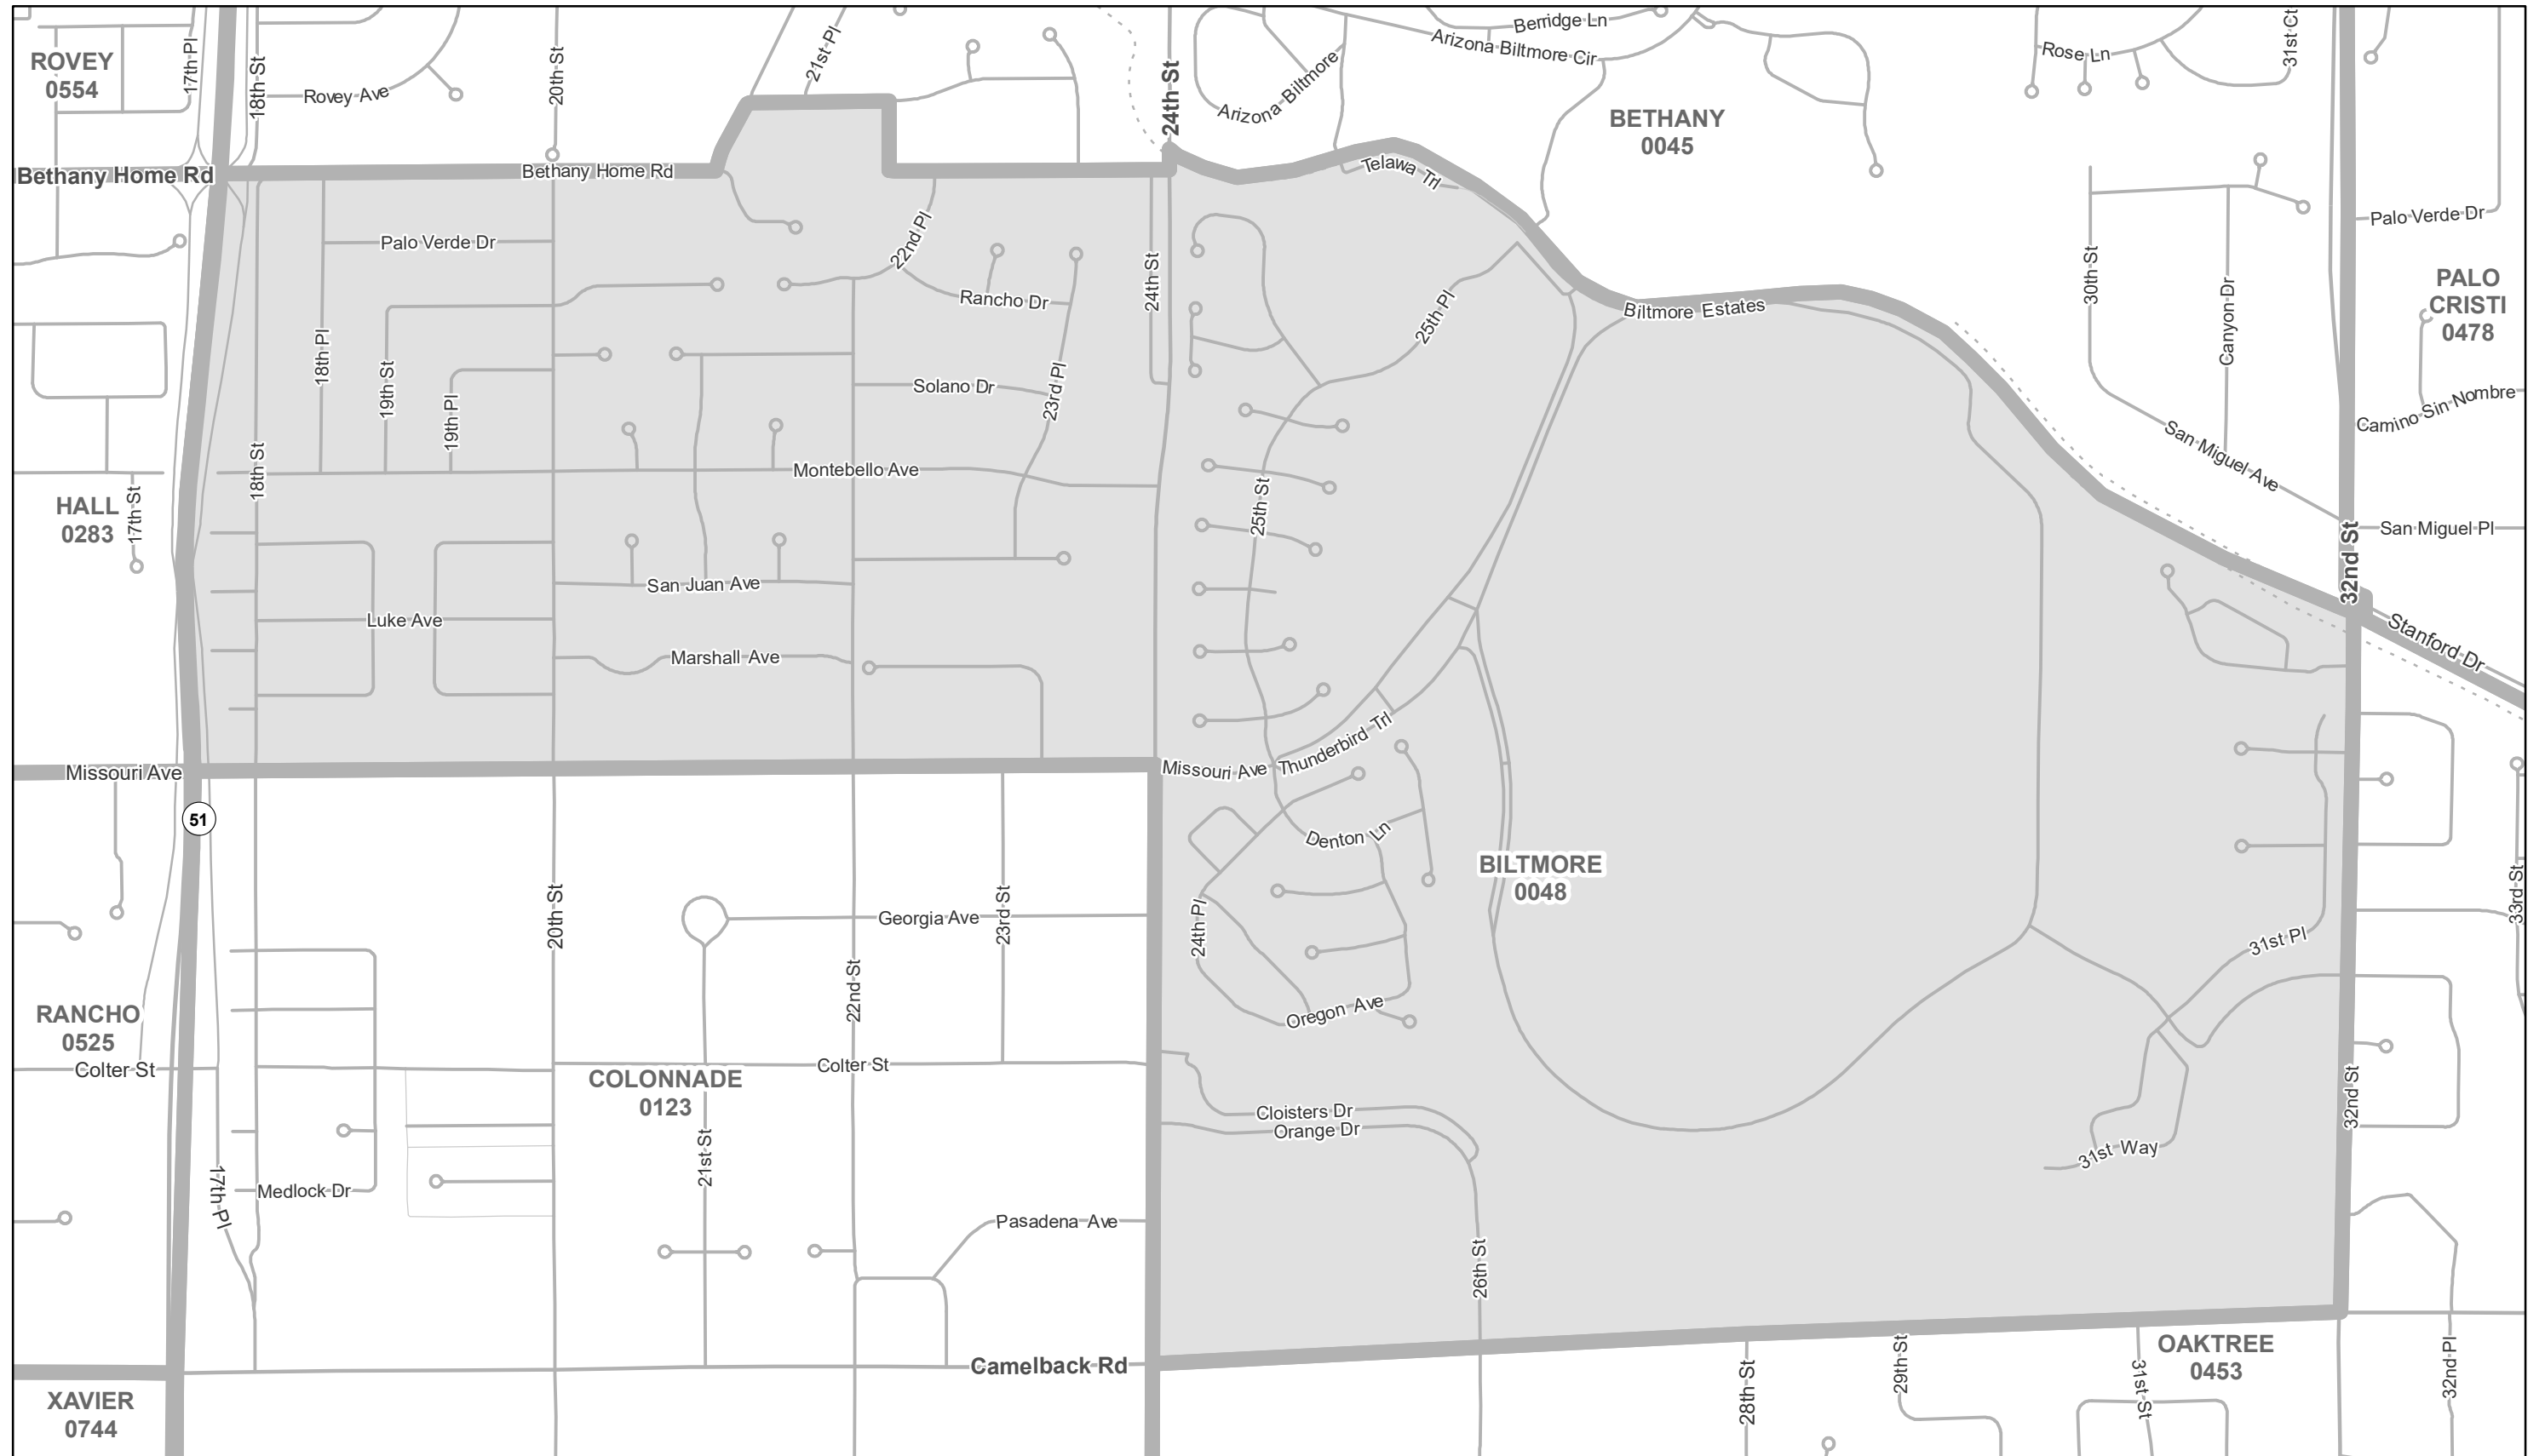 ROVEY
0554
17th Pl
18th St
Rovey Ave
20th St
21st Pl
24th St
Arizona Biltmore
Berridge Ln
Arizona Biltmore Cir
BETHANY
0045
Rose Ln
31st Ct
Bethany Home Rd
Bethany Home Rd
Telawa Trl
Palo Verde Dr
22nd Pl
Rancho Dr
24th St
25th Pl
Biltmore Estates
30th St
Canyon Dr
Palo Verde Dr
PALO
CRISTI
0478
18th Pl
19th St
19th Pl
Solano Dr
23rd Pl
Camino Sin Nombre
San Miguel Ave
18th St
Montebello Ave
HALL
0283
17th St
25th St
32nd St
San Miguel Pl
San Juan Ave
Luke Ave
Marshall Ave
Stanford Dr
Missouri Ave
Missouri Ave
Thunderbird Trl
51
Denton Ln
BILTMORE
0048
20th St
Georgia Ave
23rd St
24th Pl
33rd St
31st Pl
22nd St
RANCHO
0525
Oregon Ave
Colter St
Colter St
COLONNADE
0123
Cloisters Dr
Orange Dr
32nd St
21st St
31st Way
17th Pl
Medlock Dr
Pasadena Ave
26th St
Camelback Rd
OAKTREE
0453
28th St
29th St
31st St
32nd Pl
XAVIER
0744